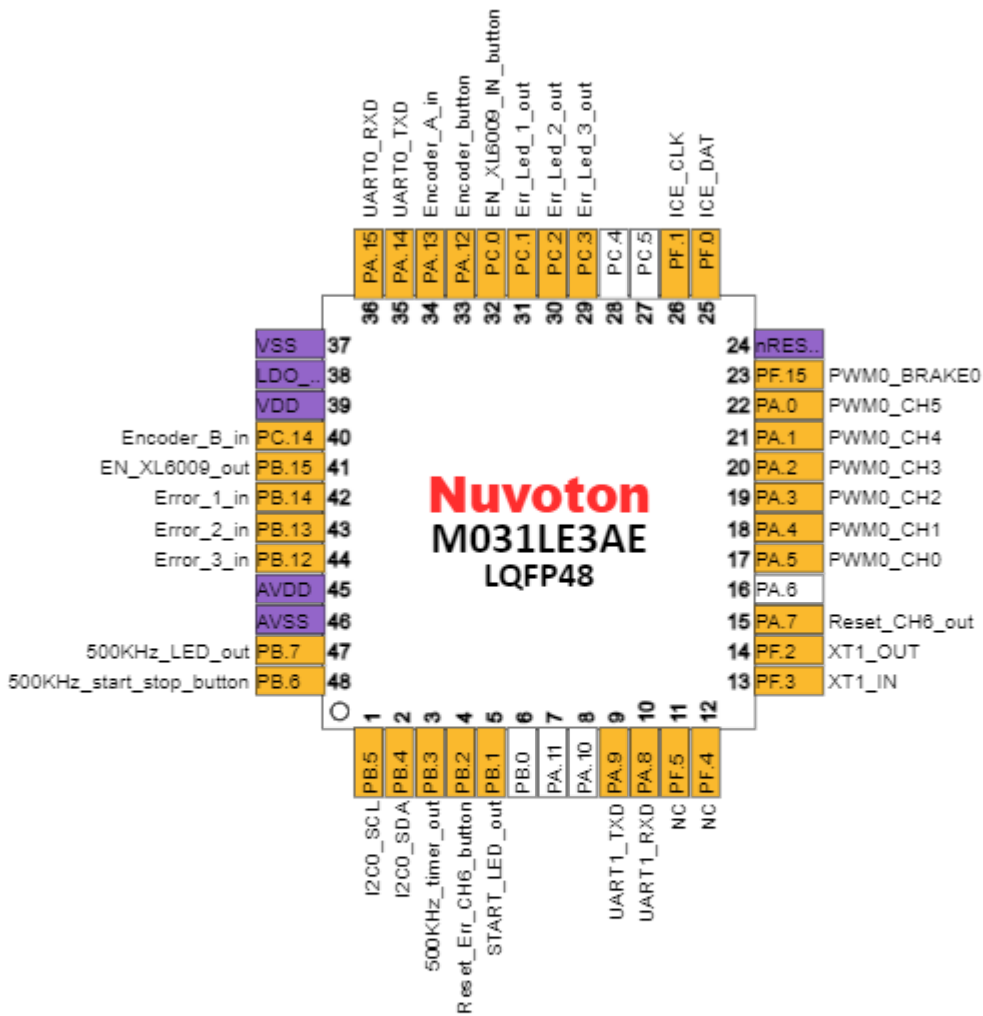 UART0_RXD
UART0_TXD
Encoder_A_in
Encoder_button
EN_XL6009_IN_button
Err_Led_1_out
Err_Led_2_out
Err_Led_3_out
ICE_CLK
ICE_DAT
PA.15
PA.14
PA.13
PA.12
PC.0
PC.1
PC.2
PC.3
PC.4
PC.5
PF.1
PF.0
36
35
34
33
32
31
30
29
28
27
26
25
VSS 37
LDO_.. 38
VDD 39
Encoder_B_in PC.14 40
EN_XL6009_out PB.15 41
Error_1_in PB.14 42
Error_2_in PB.13 43
Error_3_in PB.12 44
AVDD 45
AVSS 46
500KHz_LED_out PB.7 47
500KHz_start_stop_button PB.6 48
Nuvoton
M031LE3AE
LQFP48
24 nRES..
23 PF.15 PWM0_BRAKE0
22 PA.0 PWM0_CH5
21 PA.1 PWM0_CH4
20 PA.2 PWM0_CH3
19 PA.3 PWM0_CH2
18 PA.4 PWM0_CH1
17 PA.5 PWM0_CH0
16 PA.6
15 PA.7 Reset_CH6_out
14 PF.2 XT1_OUT
13 PF.3 XT1_IN
1
2
3
4
5
6
7
8
9
10
11
12
PB.5
PB.4
PB.3
PB.2
PB.1
PB.0
PA.11
PA.10
PA.9
PA.8
PF.5
PF.4
I2C0_SCL
I2C0_SDA
500KHz_timer_out
Reset_Err_CH6_button
START_LED_out
UART1_TXD
UART1_RXD
NC
NC